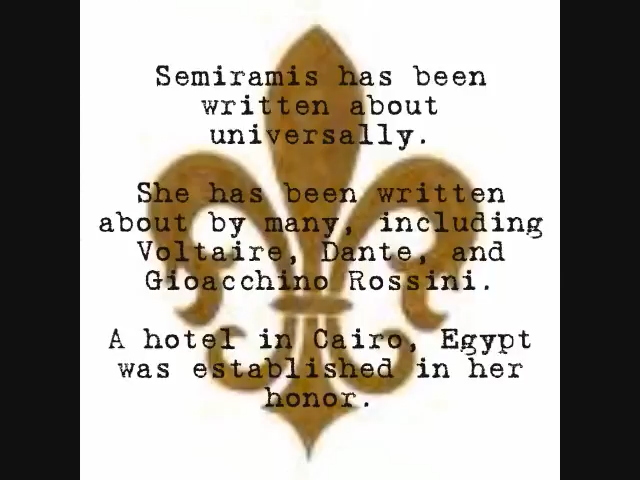 Semiramis has been
written about
universally.
She has been written
about by many, including
Voltaire, Dante, and
Gioacchino Rossini.
A hotel in Cairo, Egypt
was established in her
honor.